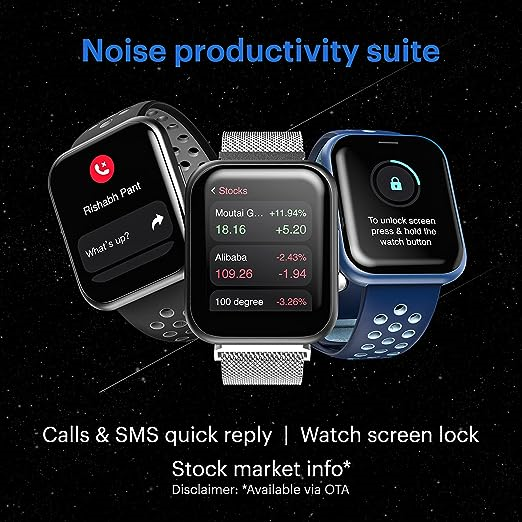 Noise productivity suite
Rishabh Pant
What's up?
< Stocks
Moutai G... +11.94%
18.16 +5.20
Alibaba -2.43%
109.26 -1.94
100 degree -3.26%
To unlock screen
press & hold the
watch button
Calls & SMS quick reply | Watch screen lock
Stock market info*
Disclaimer: *Available via OTA